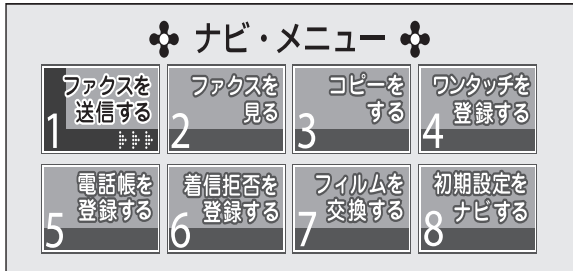 ナビ・メニュー
1 ファクスを
送信する
2 ファクスを
見る
3 コピーを
する
4 ワンタッチを
登録する
5 電話帳を
登録する
6 着信拒否を
登録する
7 フィルムを
交換する
8 初期設定を
ナビする